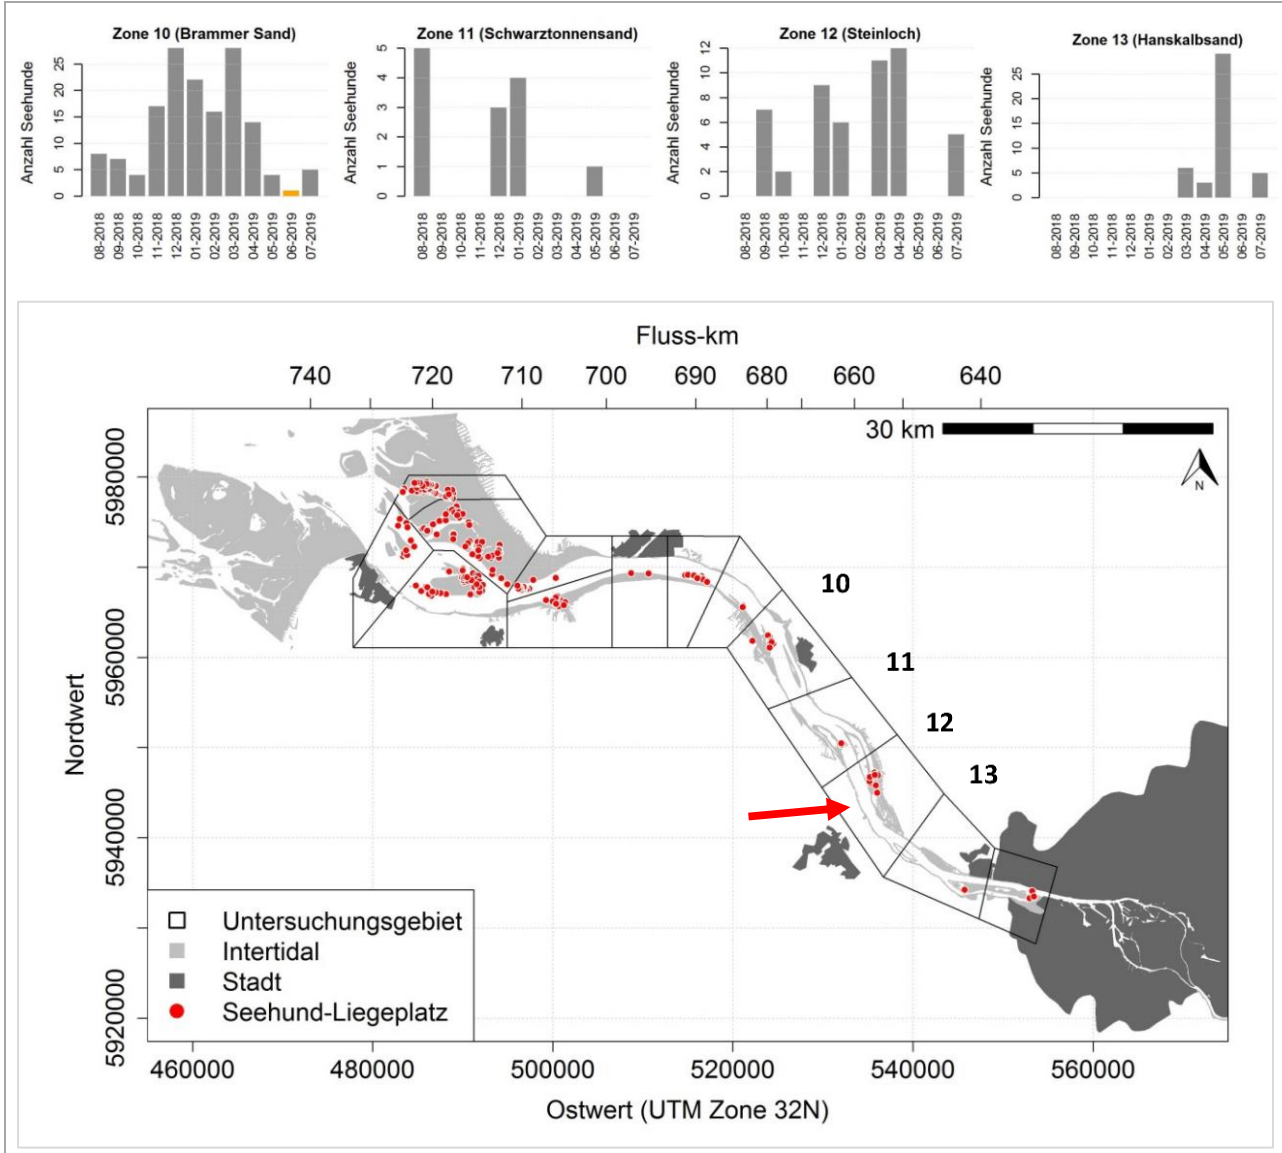 Zone 10 (Brammer Sand)
Anzahl Seehunde
0 5 10 15 20 25
08-2018 09-2018 10-2018 11-2018 12-2018 01-2019 02-2019 03-2019 04-2019 05-2019 06-2019 07-2019
Zone 11 (Schwarztonnensand)
Anzahl Seehunde
0 1 2 3 4 5
08-2018 09-2018 10-2018 11-2018 12-2018 01-2019 02-2019 03-2019 04-2019 05-2019 06-2019 07-2019
Zone 12 (Steinloch)
Anzahl Seehunde
0 2 4 6 8 10 12
08-2018 09-2018 10-2018 11-2018 12-2018 01-2019 02-2019 03-2019 04-2019 05-2019 06-2019 07-2019
Zone 13 (Hanskalbsand)
Anzahl Seehunde
0 5 10 15 20 25
08-2018 09-2018 10-2018 11-2018 12-2018 01-2019 02-2019 03-2019 04-2019 05-2019 06-2019 07-2019
Fluss-km
740 720 710 700 690 680 660 640
30 km
N
10
11
12
13
Nordwert
5980000
5960000
5940000
5920000
Untersuchungsgebiet
Intertidal
Stadt
Seehund-Liegeplatz
460000 480000 500000 520000 540000 560000
Ostwert (UTM Zone 32N)